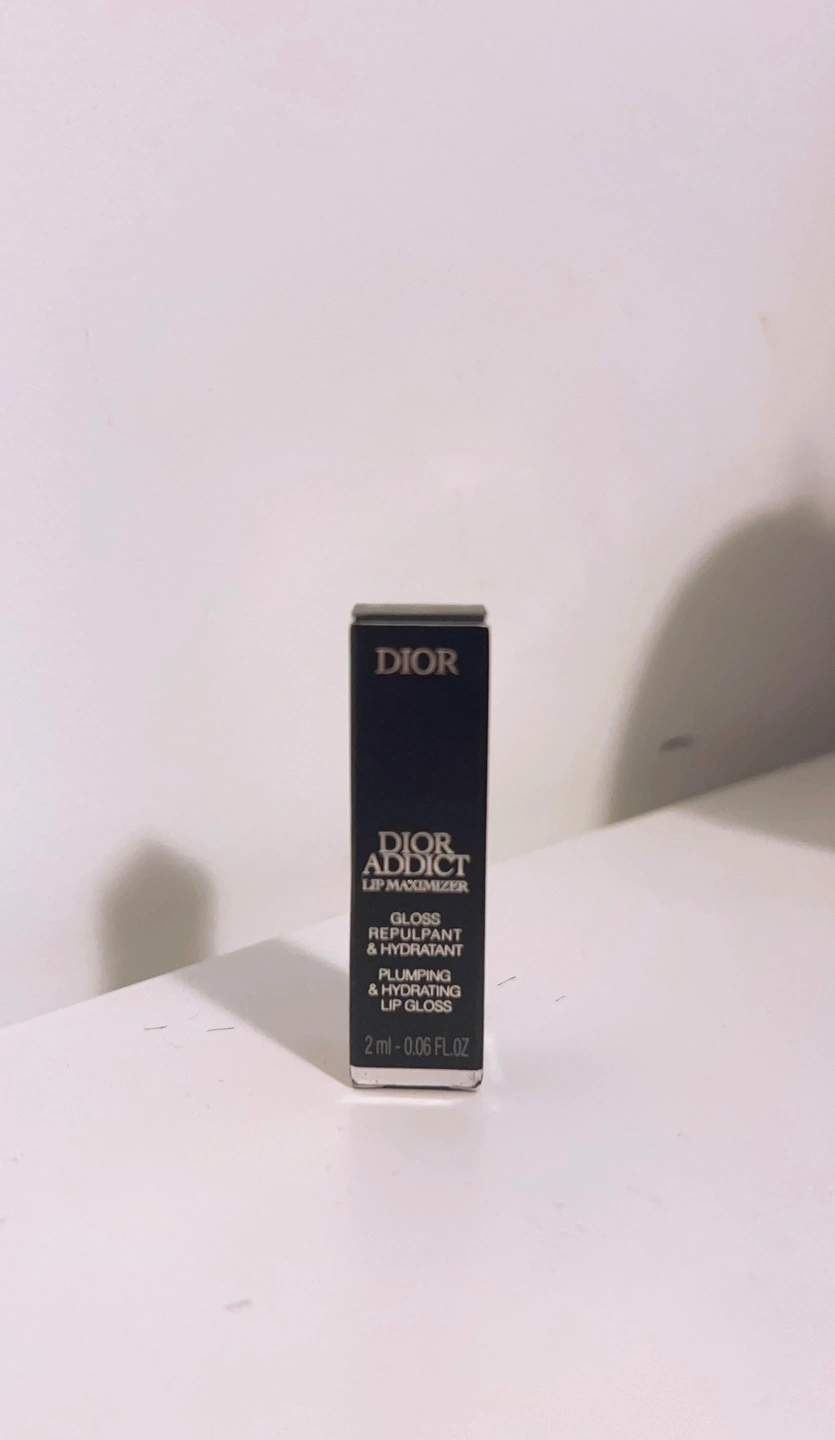 DIOR
DIOR
ADDICT
LIP MAXIMIZER
GLOSS
REPULPANT
& HYDRATANT
PLUMPING
& HYDRATING
LIP GLOSS
2 ml - 0.06 FL.OZ